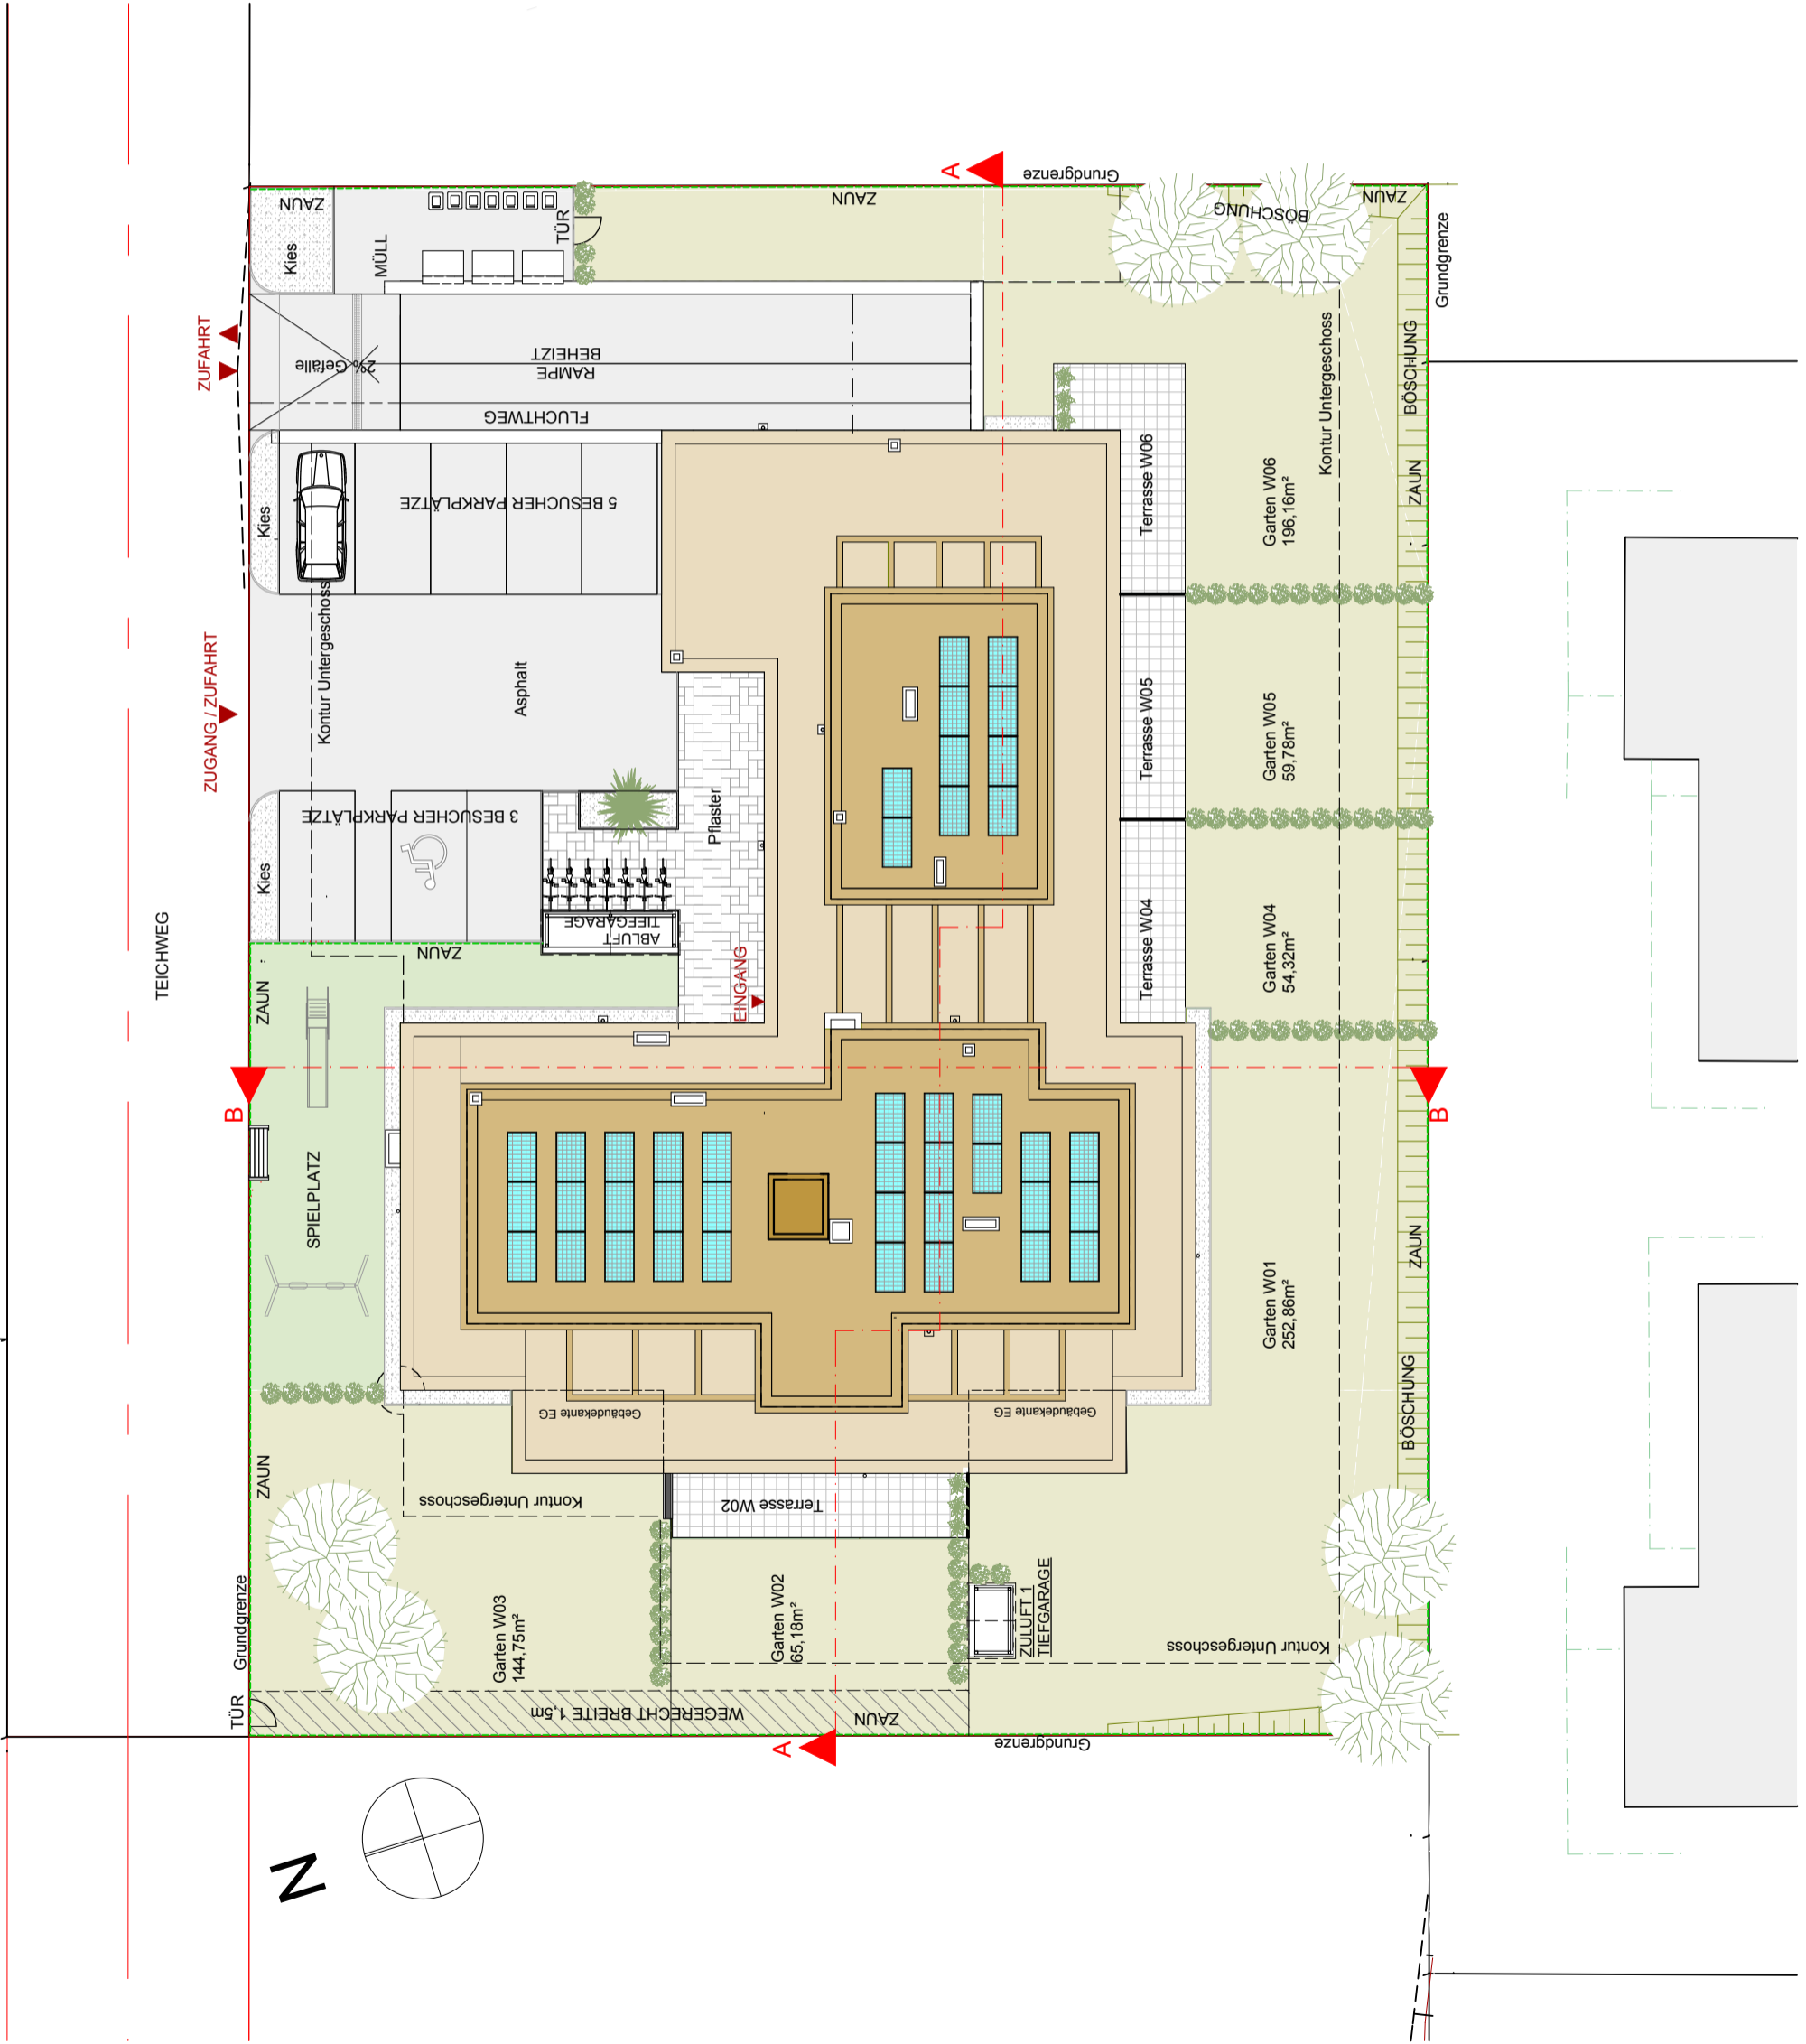 A
Grundgrenze
ZAUN
ZAUN
BÖSCHUNG
ZAUN
Grundgrenze
Kies
MÜLL
TÜR
ZUFAHRT
2% Gefälle
RAMPE
BEHEIZT
FLUCHTWEG
Kontur Untergeschoss
BÖSCHUNG
ZAUN
Kies
5 BESUCHER PARKPLÄTZE
Terrasse W06
Garten W06
196,16m²
ZUGANG / ZUFAHRT
Kontur Untergeschoss
Asphalt
Terrasse W05
Garten W05
59,78m²
Kies
3 BESUCHER PARKPLÄTZE
Pflaster
ABLUFT
TIEFGARAGE
Terrasse W04
Garten W04
54,32m²
TEICHWEG
ZAUN
ZAUN
EINGANG
B
B
SPIELPLATZ
ZAUN
Garten W01
252,86m²
BÖSCHUNG
Gebäudekante EG
Gebäudekante EG
ZAUN
Kontur Untergeschoss
Terrasse W02
Grundgrenze
Garten W03
144,75m²
Garten W02
65,18m²
ZULUFT 1
TIEFGARAGE
Kontur Untergeschoss
TÜR
WEGERECHT BREITE 1,5m
ZAUN
A
Grundgrenze
N